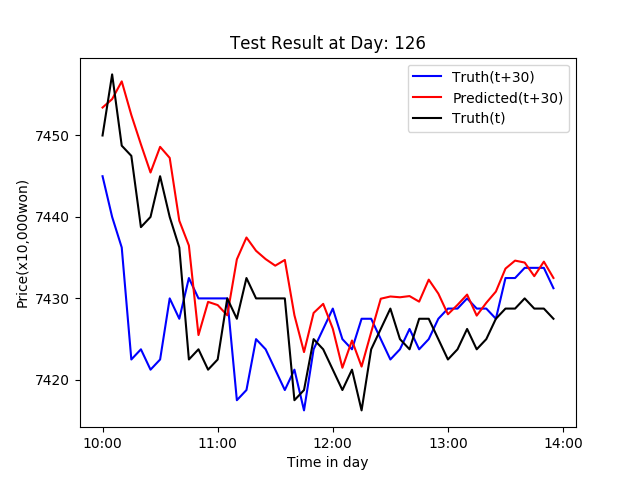 Test Result at Day: 126
Truth(t+30)
Predicted(t+30)
Truth(t)
Price(x10,000won)
7450
7440
7430
7420
10:00 11:00 12:00 13:00 14:00
Time in day